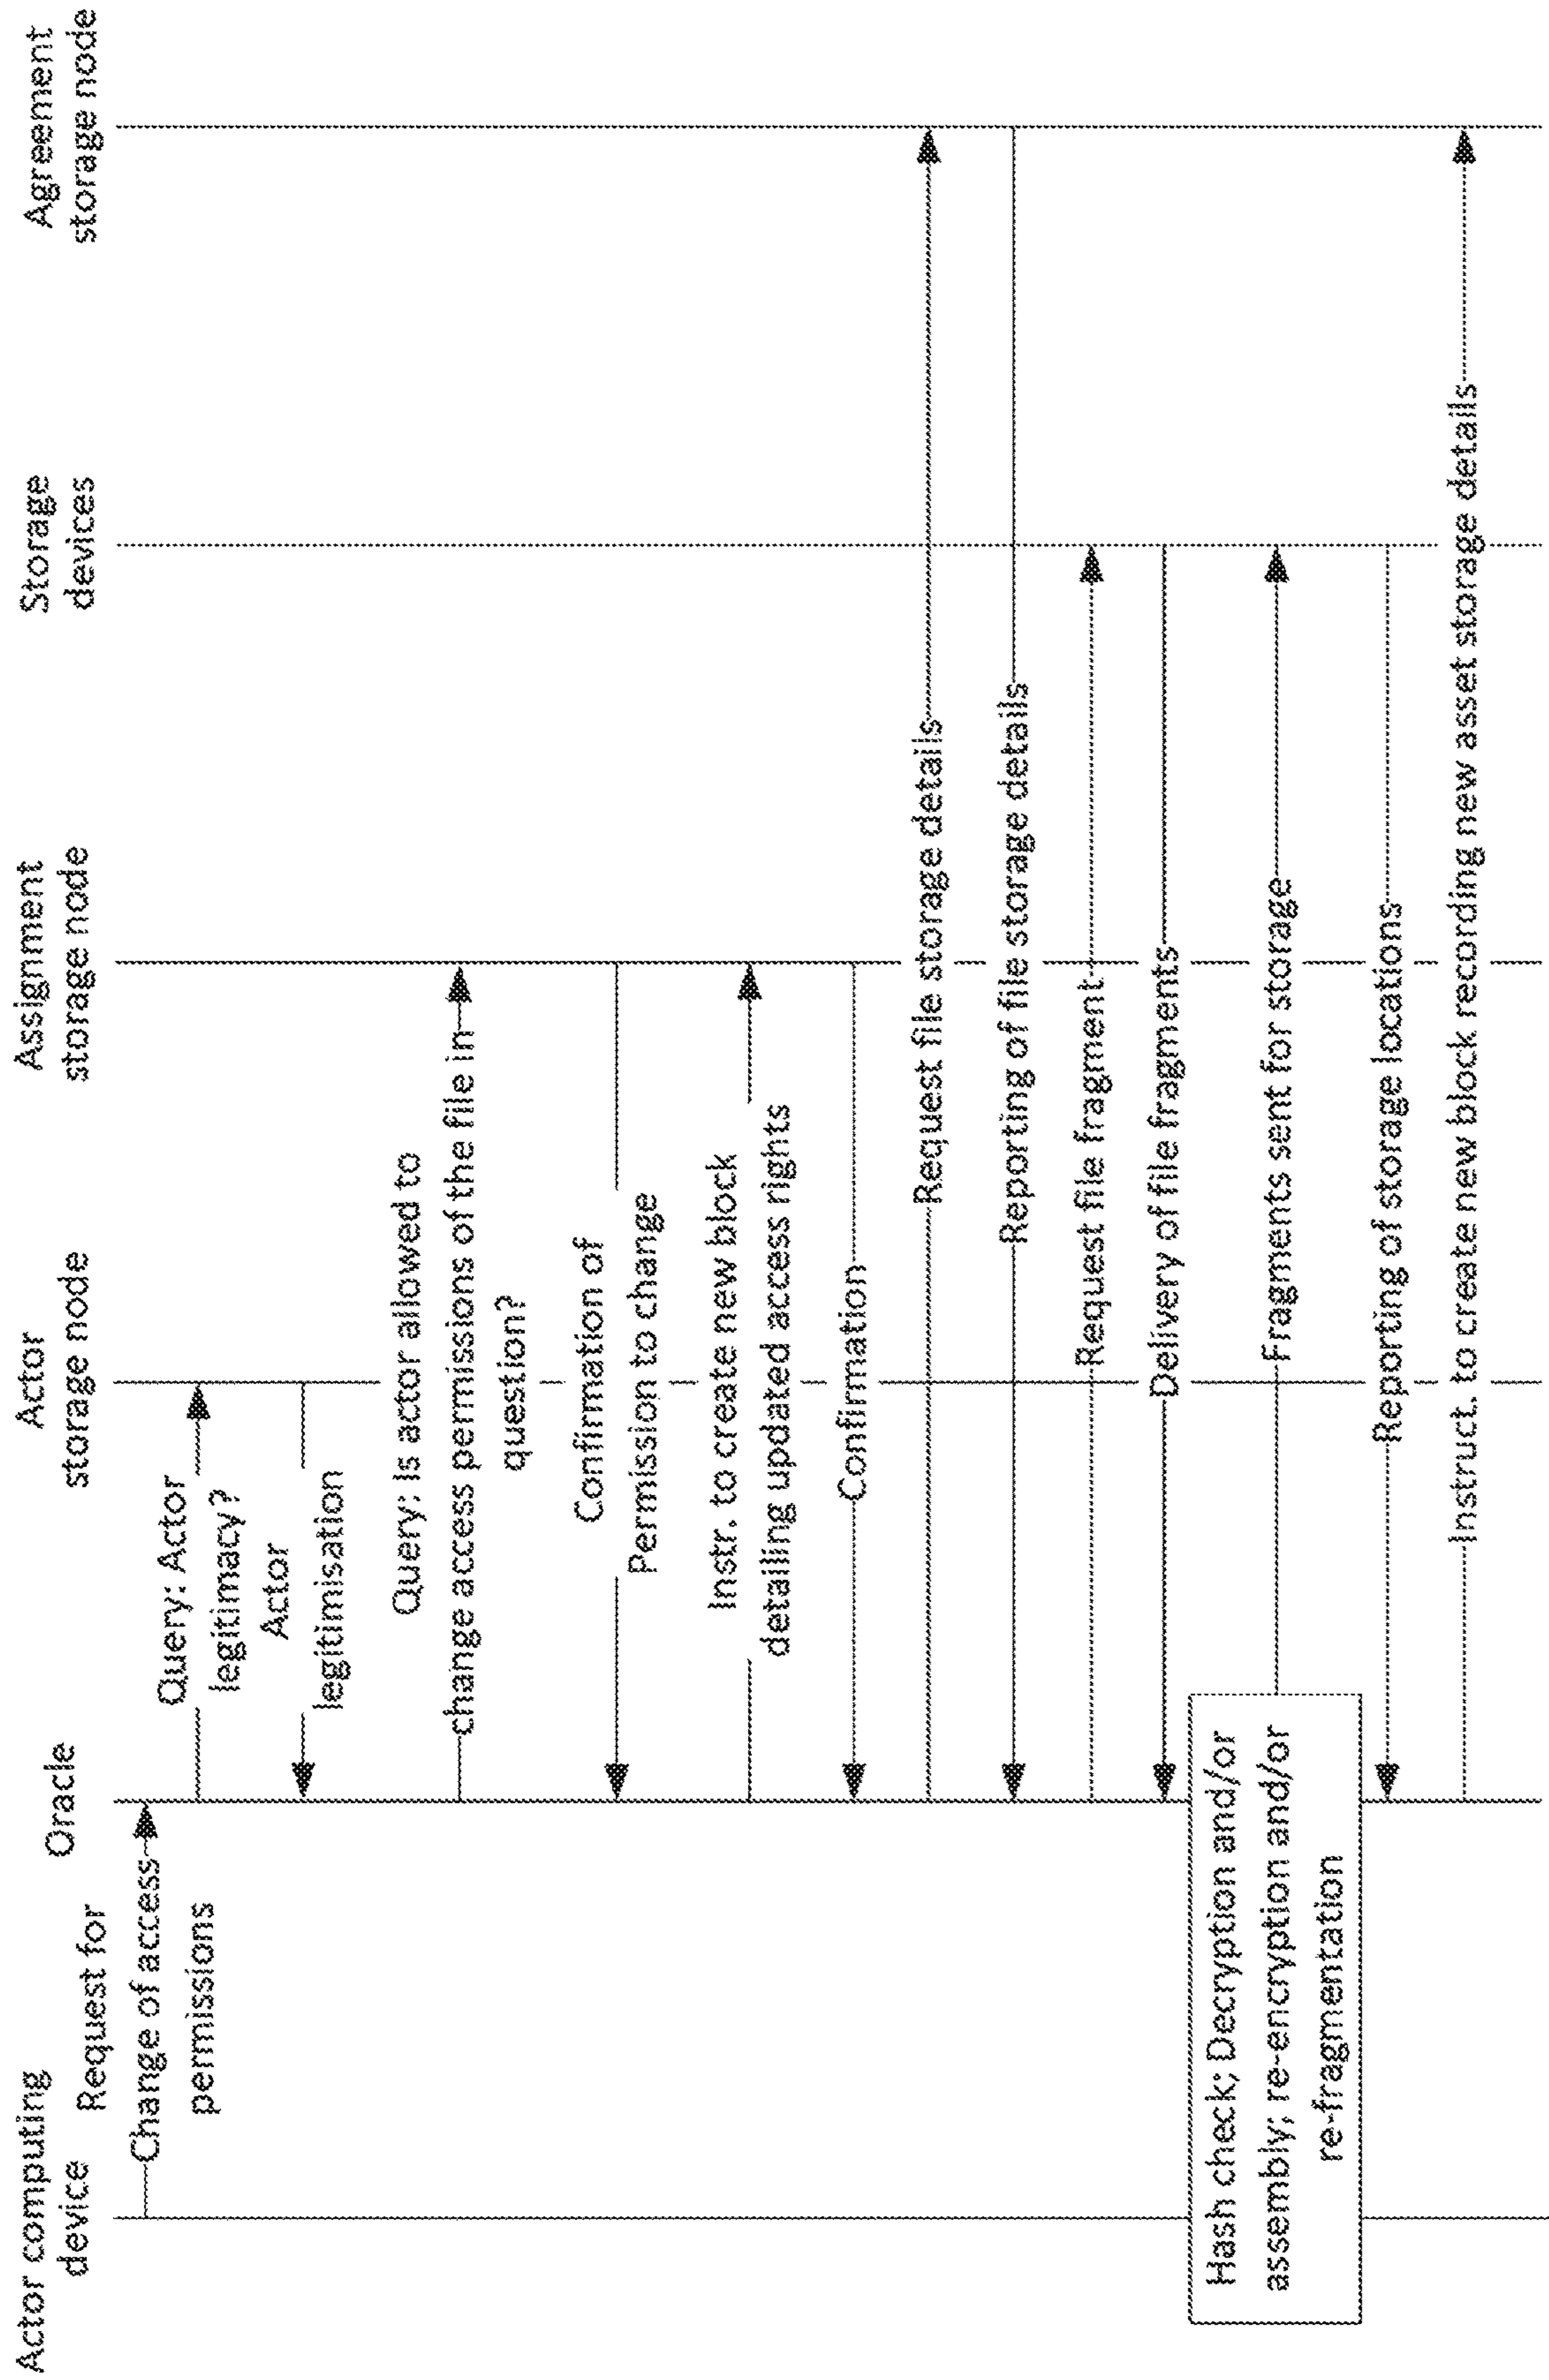 Actor computing
device
Oracle
Actor
storage node
Assignment
storage node
Storage
devices
Agreement
storage node
Request for
Change of access
permissions
Query: Actor
legitimacy?
Actor
legitimisation
Query: Is actor allowed to
change access permissions of the file in
question?
Confirmation of
Permission to change
Instr. to create new block
detailing updated access rights
Confirmation
Request file storage details
Reporting of file storage details
Request file fragment
Delivery of file fragments
Hash check; Decryption and/or
assembly; re-encryption and/or
re-fragmentation
Fragments sent for storage
Reporting of storage locations
Instruct. to create new block recording new asset storage details